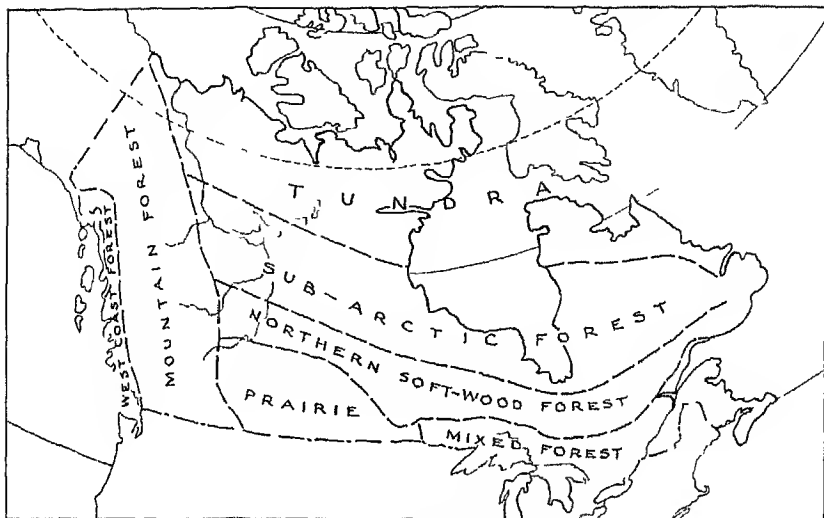 TUNDRA
SUB-ARCTIC FOREST
MOUNTAIN FOREST
WEST COAST FOREST
NORTHERN SOFT-WOOD FOREST
PRAIRIE
MIXED FOREST